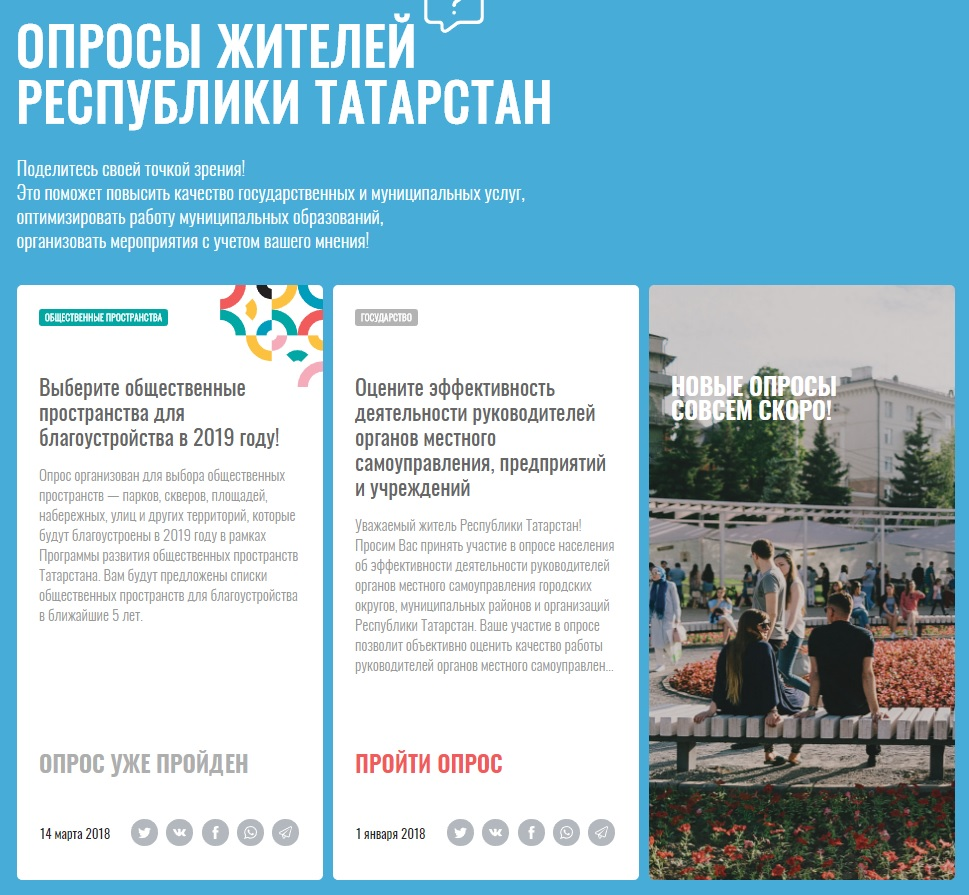 ?
ОПРОСЫ ЖИТЕЛЕЙ
РЕСПУБЛИКИ ТАТАРСТАН
Поделитесь своей точкой зрения!
Это поможет повысить качество государственных и муниципальных услуг,
оптимизировать работу муниципальных образований,
организовать мероприятия с учетом вашего мнения!
ОБЩЕСТВЕННЫЕ ПРОСТРАНСТВА
Выберите общественные
пространства для
благоустройства в 2019 году!
Опрос организован для выбора общественных
пространств — парков, скверов, площадей,
набережных, улиц и других территорий, которые
будут благоустроены в 2019 году в рамках
Программы развития общественных пространств
Татарстана. Вам будут предложены списки
общественных пространств для благоустройства
в ближайшие 5 лет.
ОПРОС УЖЕ ПРОЙДЕН
14 марта 2018
ГОСУДАРСТВО
Оцените эффективность
деятельности руководителей
органов местного
самоуправления, предприятий
и учреждений
Уважаемый житель Республики Татарстан!
Просим Вас принять участие в опросе населения
об эффективности деятельности руководителей
органов местного самоуправления городских
округов, муниципальных районов и организаций
Республики Татарстан. Ваше участие в опросе
позволит объективно оценить качество работы
руководителей органов местного самоуправлен...
ПРОЙТИ ОПРОС
1 января 2018
НОВЫЕ ОПРОСЫ
СОВСЕМ СКОРО!